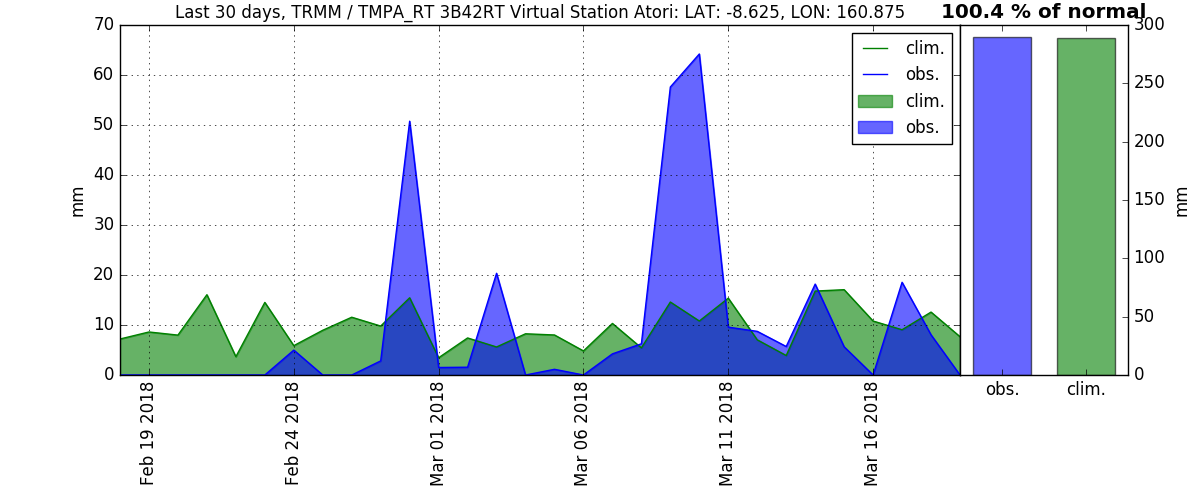 Last 30 days, TRMM / TMPA_RT 3B42RT Virtual Station Atori: LAT: -8.625, LON: 160.875
100.4 % of normal
70
60
50
40
30
20
10
0
mm
clim.
obs.
clim.
obs.
Feb 19 2018
Feb 24 2018
Mar 01 2018
Mar 06 2018
Mar 11 2018
Mar 16 2018
300
250
200
150
100
50
0
mm
obs.
clim.